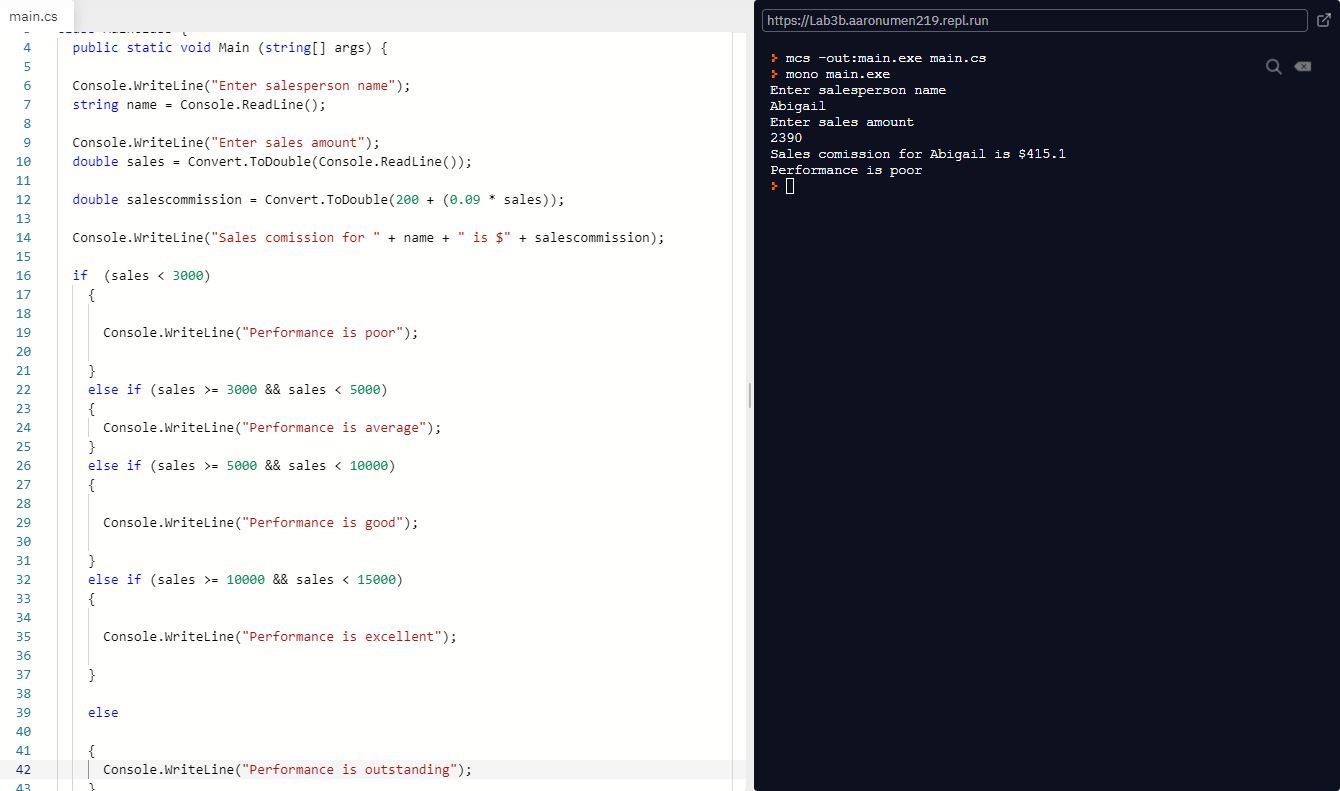 main.cs
4 public static void Main (string[] args) {
5
6 Console.WriteLine("Enter salesperson name");
7 string name = Console.ReadLine();
8
9 Console.WriteLine("Enter sales amount");
10 double sales = Convert.ToDouble(Console.ReadLine());
11
12 double salescommission = Convert.ToDouble(200 + (0.09 * sales));
13
14 Console.WriteLine("Sales comission for " + name + " is $" + salescommission);
15
16 if  (sales < 3000)
17 {
18
19 Console.WriteLine("Performance is poor");
20
21 }
22 else if (sales >= 3000 && sales < 5000)
23 {
24 Console.WriteLine("Performance is average");
25 }
26 else if (sales >= 5000 && sales < 10000)
27 {
28
29 Console.WriteLine("Performance is good");
30
31 }
32 else if (sales >= 10000 && sales < 15000)
33 {
34
35 Console.WriteLine("Performance is excellent");
36
37 }
38
39 else
40
41 {
42 Console.WriteLine("Performance is outstanding");
43 }
https://Lab3b.aaronumen219.repl.run
> mcs -out:main.exe main.cs
> mono main.exe
Enter salesperson name
Abigail
Enter sales amount
2390
Sales comission for Abigail is $415.1
Performance is poor
>